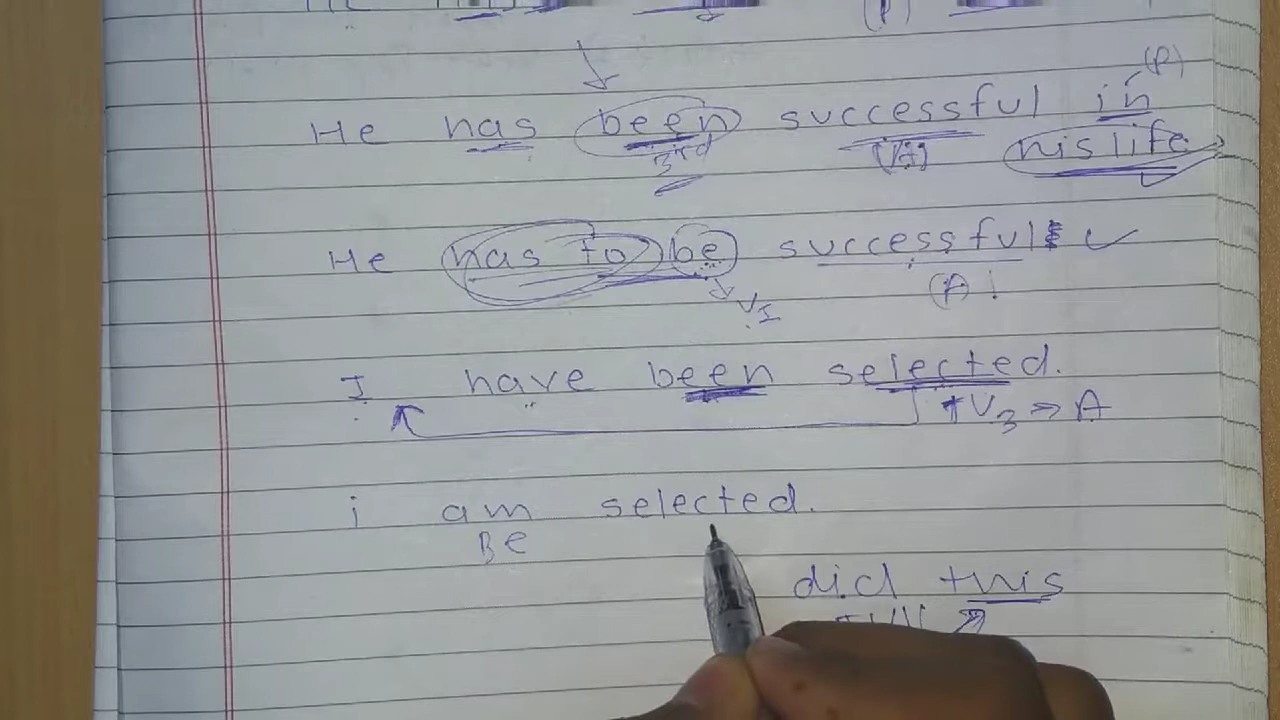 (P)
He has been successful in (P)
3rd (A) his life
He has to be successful
(A)
V1
I have been selected.
+V3 => A
i am selected.
BE
did this